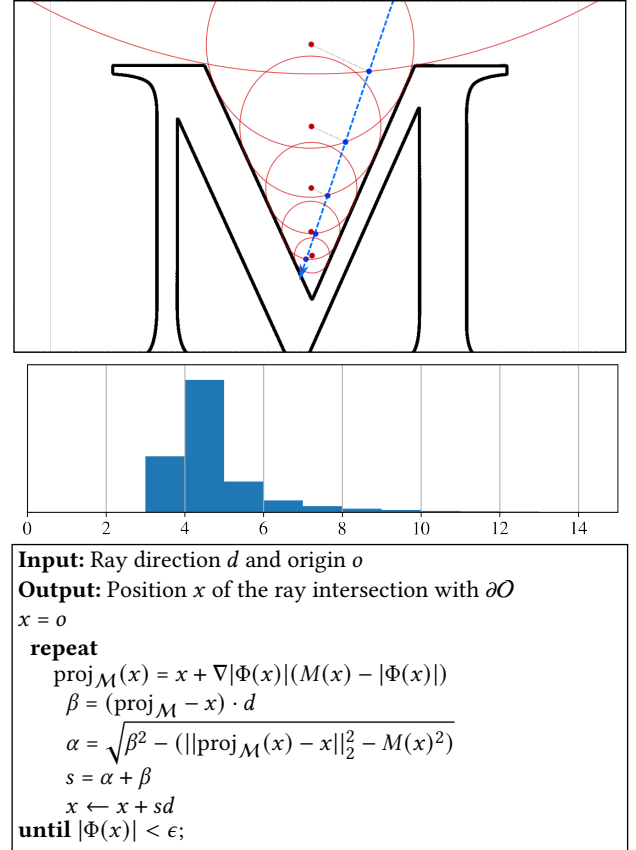 0 2 4 6 8 10 12 14
Input: Ray direction d and origin o
Output: Position x of the ray intersection with ∂𝒪
x = o
repeat
proj_ℳ(x) = x + ∇|Φ(x)|(M(x) − |Φ(x)|)
β = (proj_ℳ − x) · d
α = √(β² − (||proj_ℳ(x) − x||₂² − M(x)²))
s = α + β
x ← x + sd
until |Φ(x)| < ϵ;